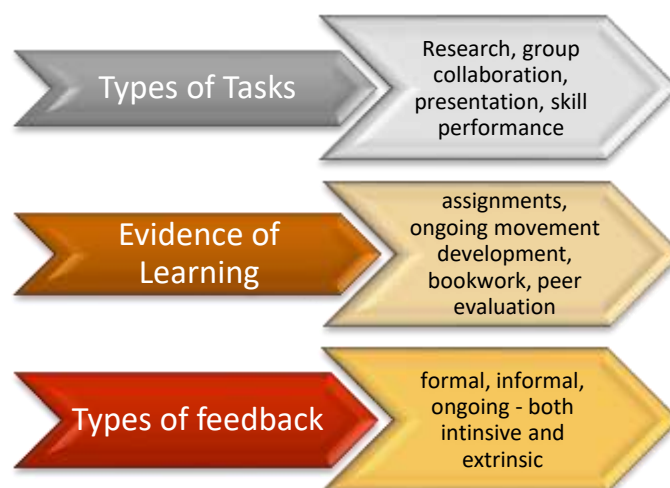 Types of Tasks
Research, group
collaboration,
presentation, skill
performance
Evidence of
Learning
assignments,
ongoing movement
development,
bookwork, peer
evaluation
Types of feedback
formal, informal,
ongoing - both
intinsive and
extrinsic